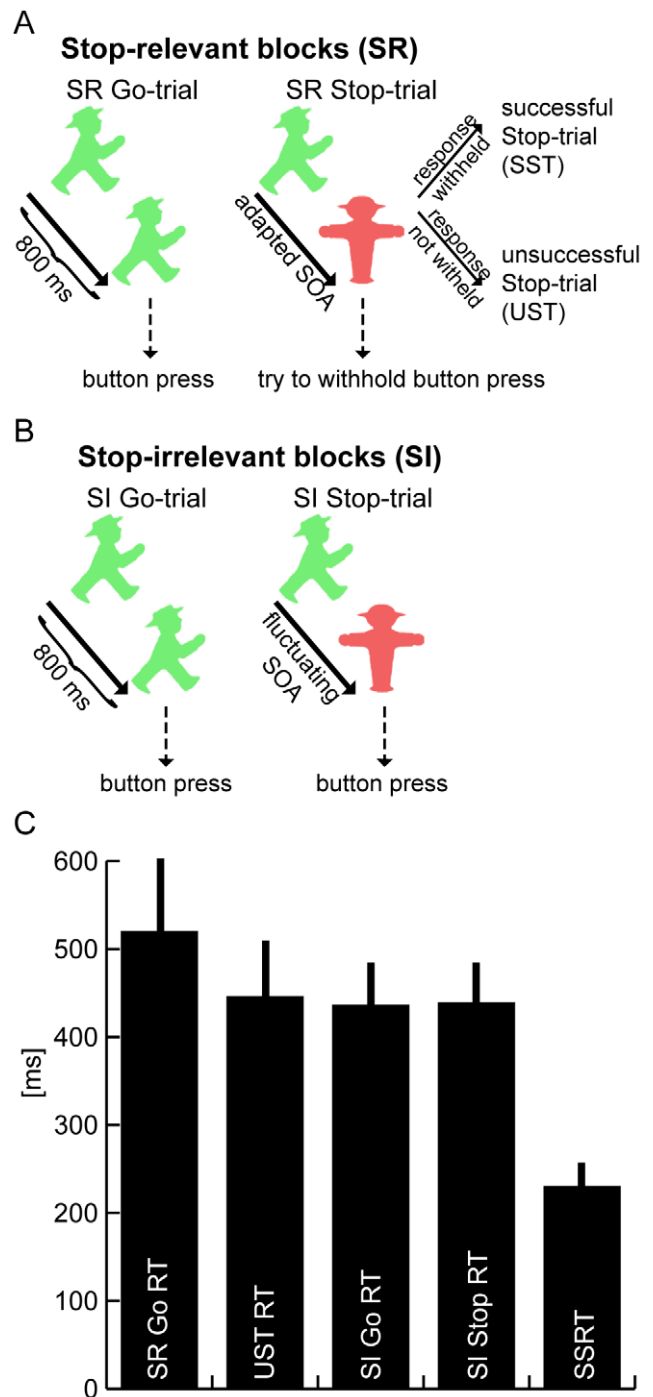 A
Stop-relevant blocks (SR)
SR Go-trial
SR Stop-trial
800 ms
adapted SOA
response
withheld
response
not witheld
successful
Stop-trial
(SST)
unsuccessful
Stop-trial
(UST)
button press
try to withhold button press
B
Stop-irrelevant blocks (SI)
SI Go-trial
SI Stop-trial
800 ms
fluctuating
SOA
button press
button press
C
600
500
400
300
200
100
0
[ms]
SR Go RT
UST RT
SI Go RT
SI Stop RT
SSRT